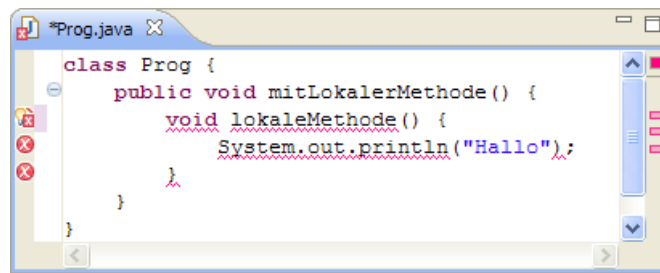 *Prog.java
class Prog {
public void mitLokalerMethode() {
void lokaleMethode() {
System.out.println("Hallo");
}
}
}